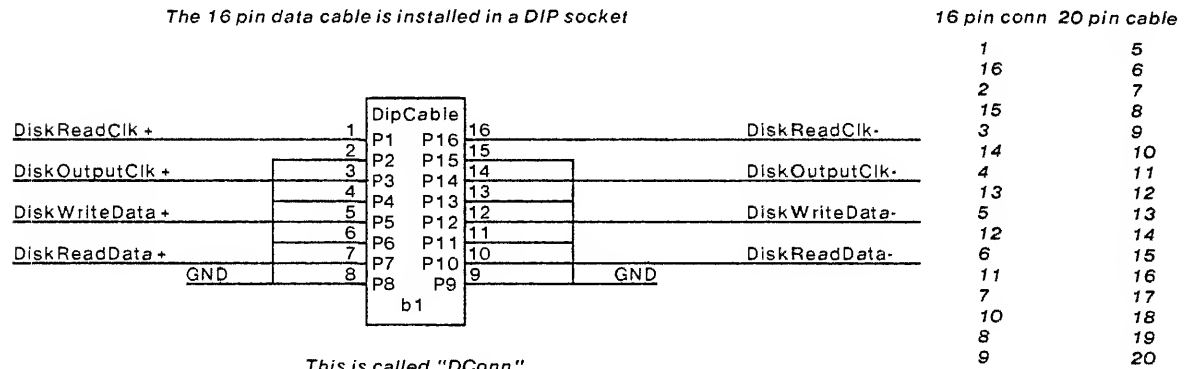 The 16 pin data cable is installed in a DIP socket
16 pin conn 20 pin cable
1 5
16 6
2 7
15 8
3 9
14 10
4 11
13 12
5 13
12 14
6 15
11 16
7 17
10 18
8 19
9 20
DipCable
DiskReadClk + 1 P1 P16 16 DiskReadClk-
2 P2 P15 15
DiskOutputClk + 3 P3 P14 14 DiskOutputClk-
4 P4 P13 13
DiskWriteData + 5 P5 P12 12 DiskWriteData-
6 P6 P11 11
DiskReadData + 7 P7 P10 10 DiskReadData-
GND 8 P8 P9 9 GND
b1
This is called "DConn"